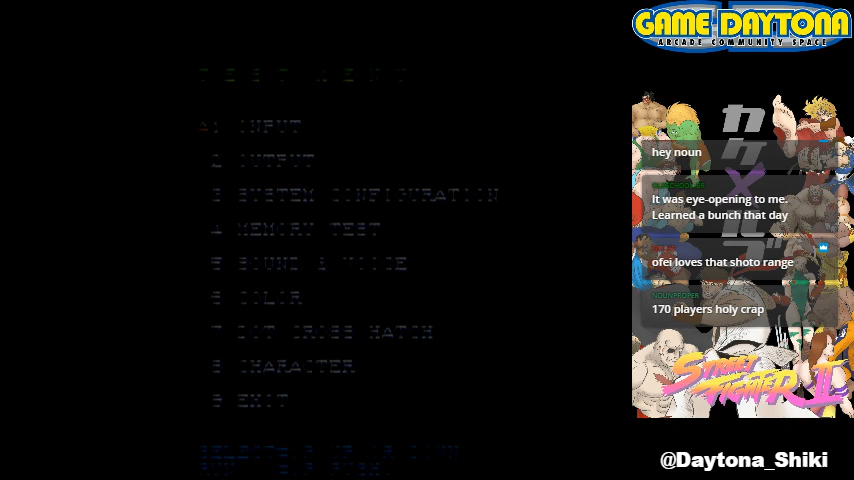 TEST MENU
1 INPUT
2 OUTPUT
3 SYSTEM CONFIGURATION
4 MEMORY TEST
5 SOUND & VOICE
6 COLOR
7 DOT CROSS HATCH
8 CHARACTER
9 EXIT
GAME DAYTONA
ARCADE COMMUNITY SPACE
hey noun
It was eye-opening to me.
Learned a bunch that day
ofei loves that shoto range
NOUNPROPER
170 players holy crap
STREET
FIGHTER II
@Daytona_Shiki